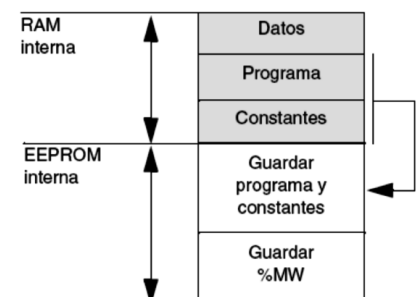 RAM
interna
Datos
Programa
Constantes
EEPROM
interna
Guardar
programa y
constantes
Guardar
%MW